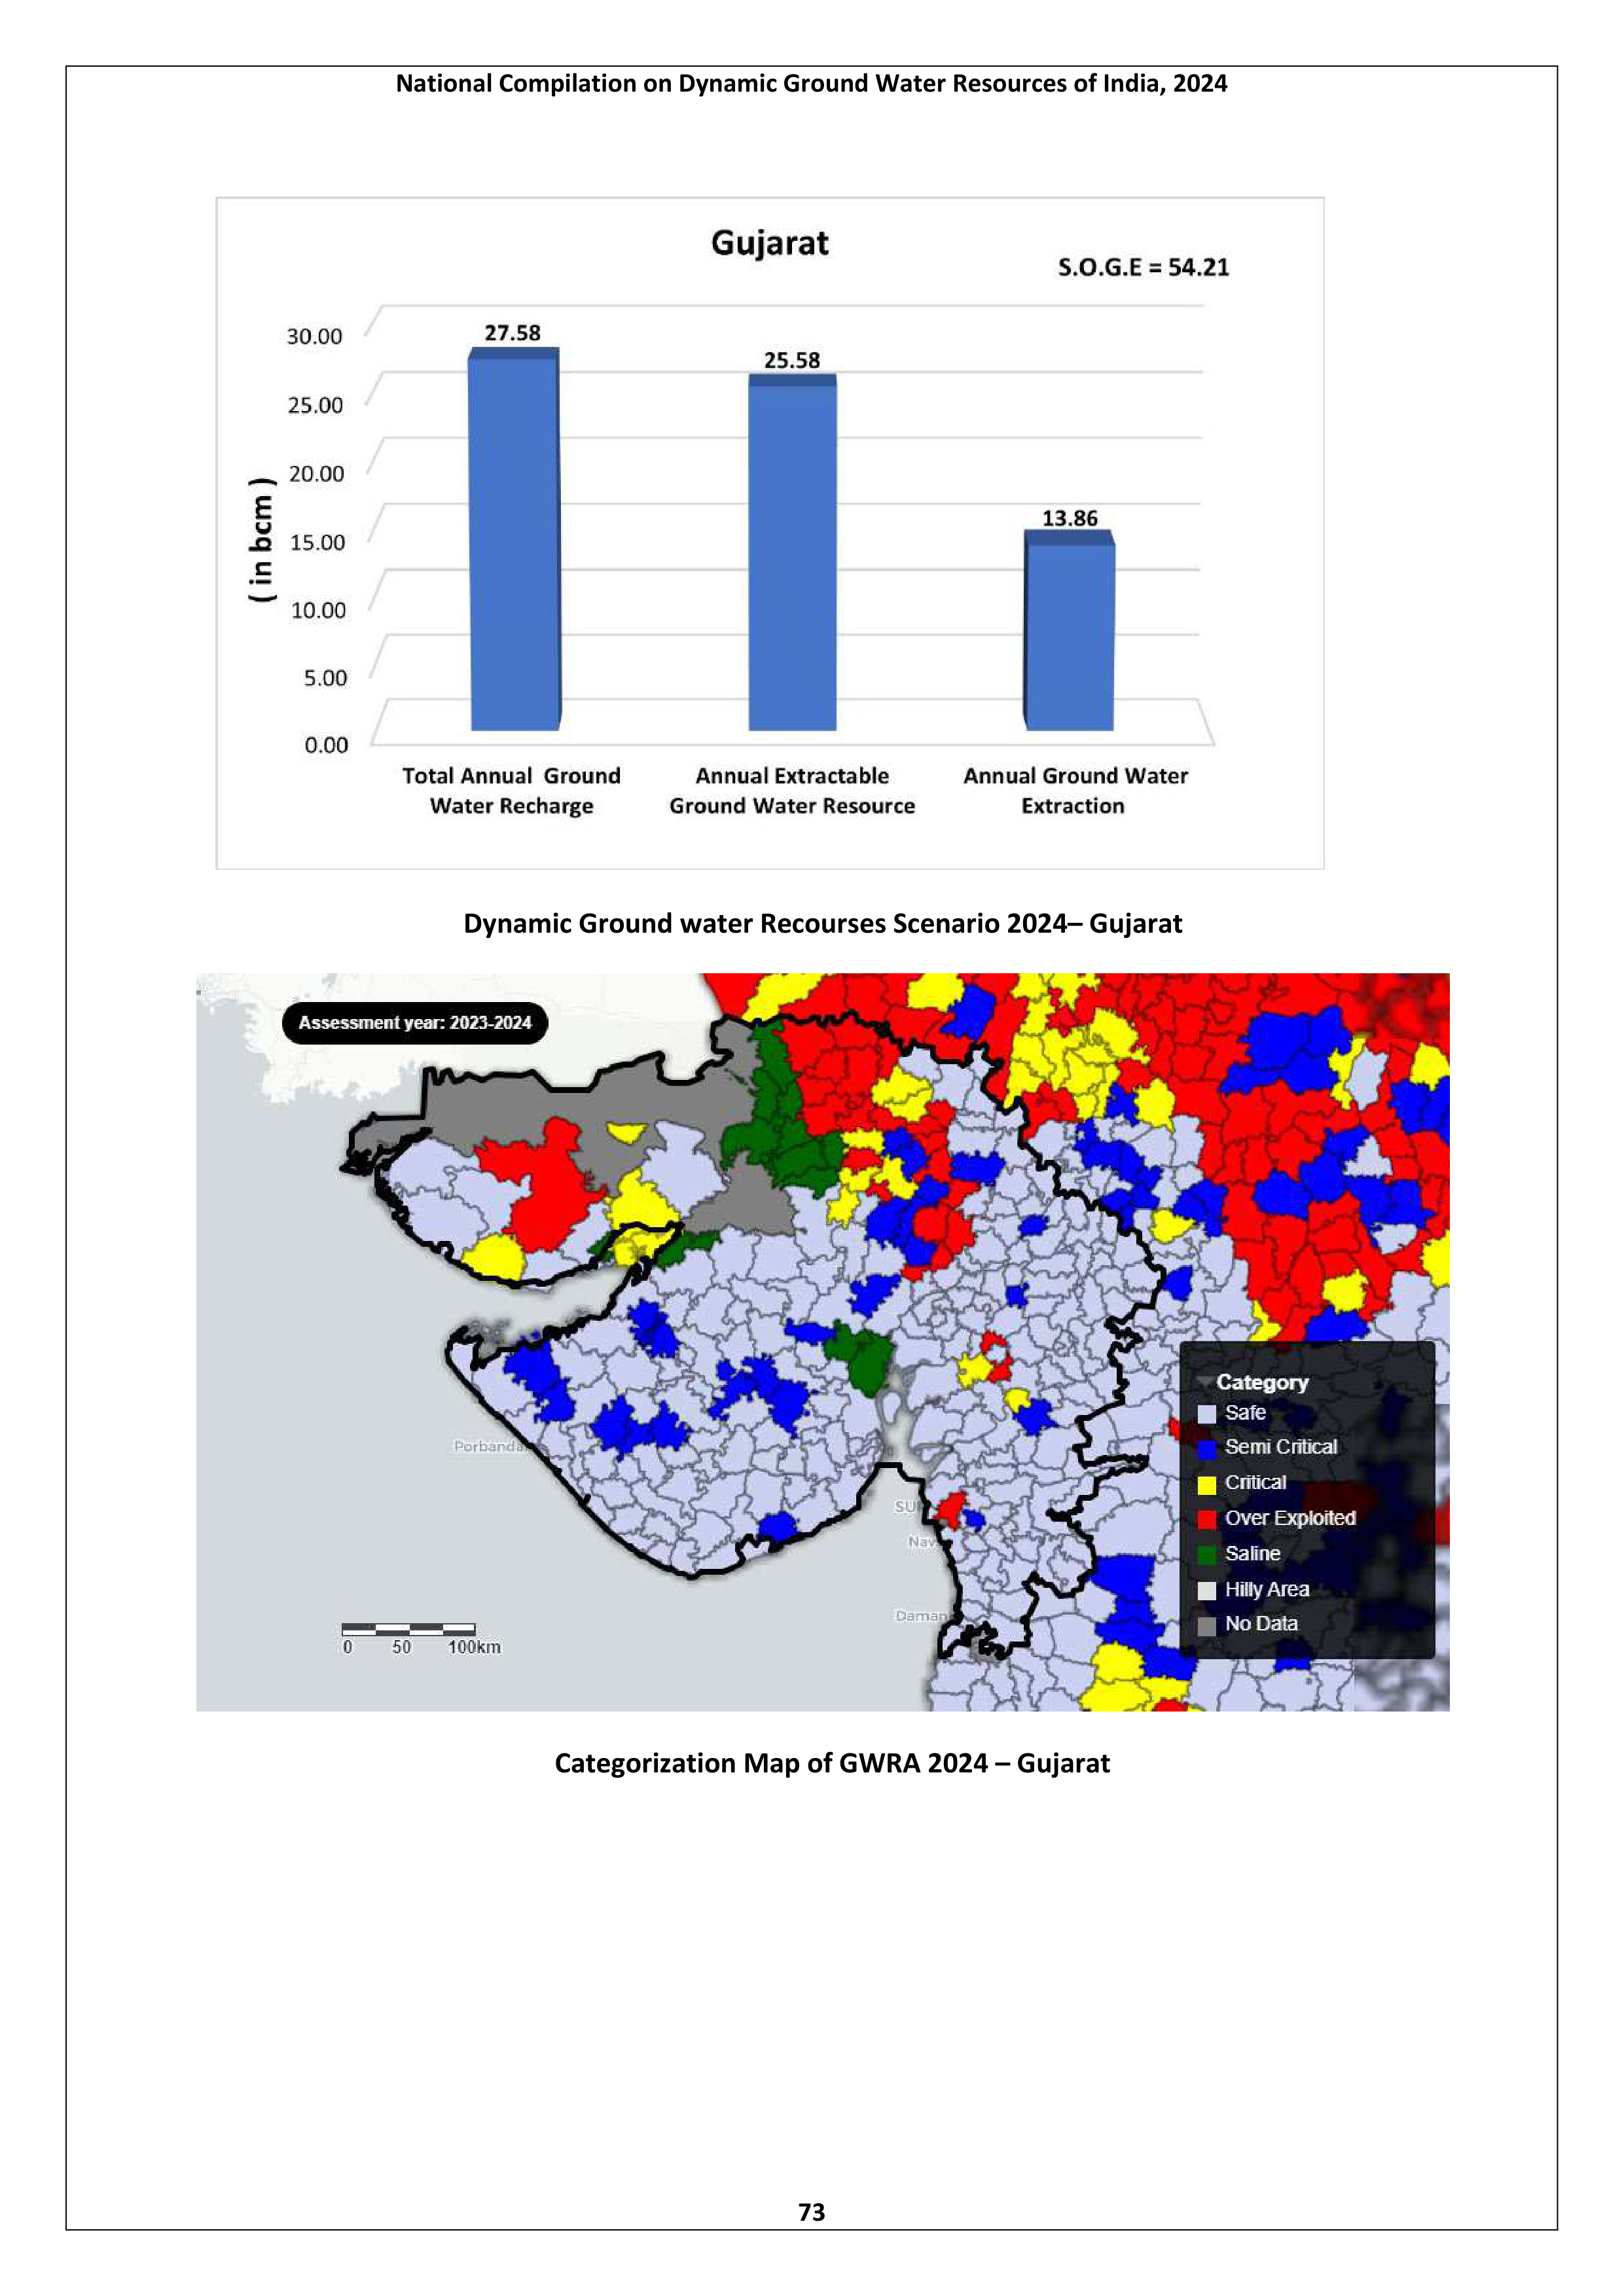 National Compilation on Dynamic Ground Water Resources of India, 2024
Gujarat
S.O.G.E = 54.21
30.00
25.00
20.00
15.00
10.00
5.00
0.00
( in bcm )
27.58
25.58
13.86
Total Annual Ground
Water Recharge
Annual Extractable
Ground Water Resource
Annual Ground Water
Extraction
Dynamic Ground water Recourses Scenario 2024– Gujarat
Assessment year: 2023-2024
Category
Safe
Semi Critical
Critical
Over Exploited
Saline
Hilly Area
No Data
Daman
0 50 100km
Categorization Map of GWRA 2024 – Gujarat
73